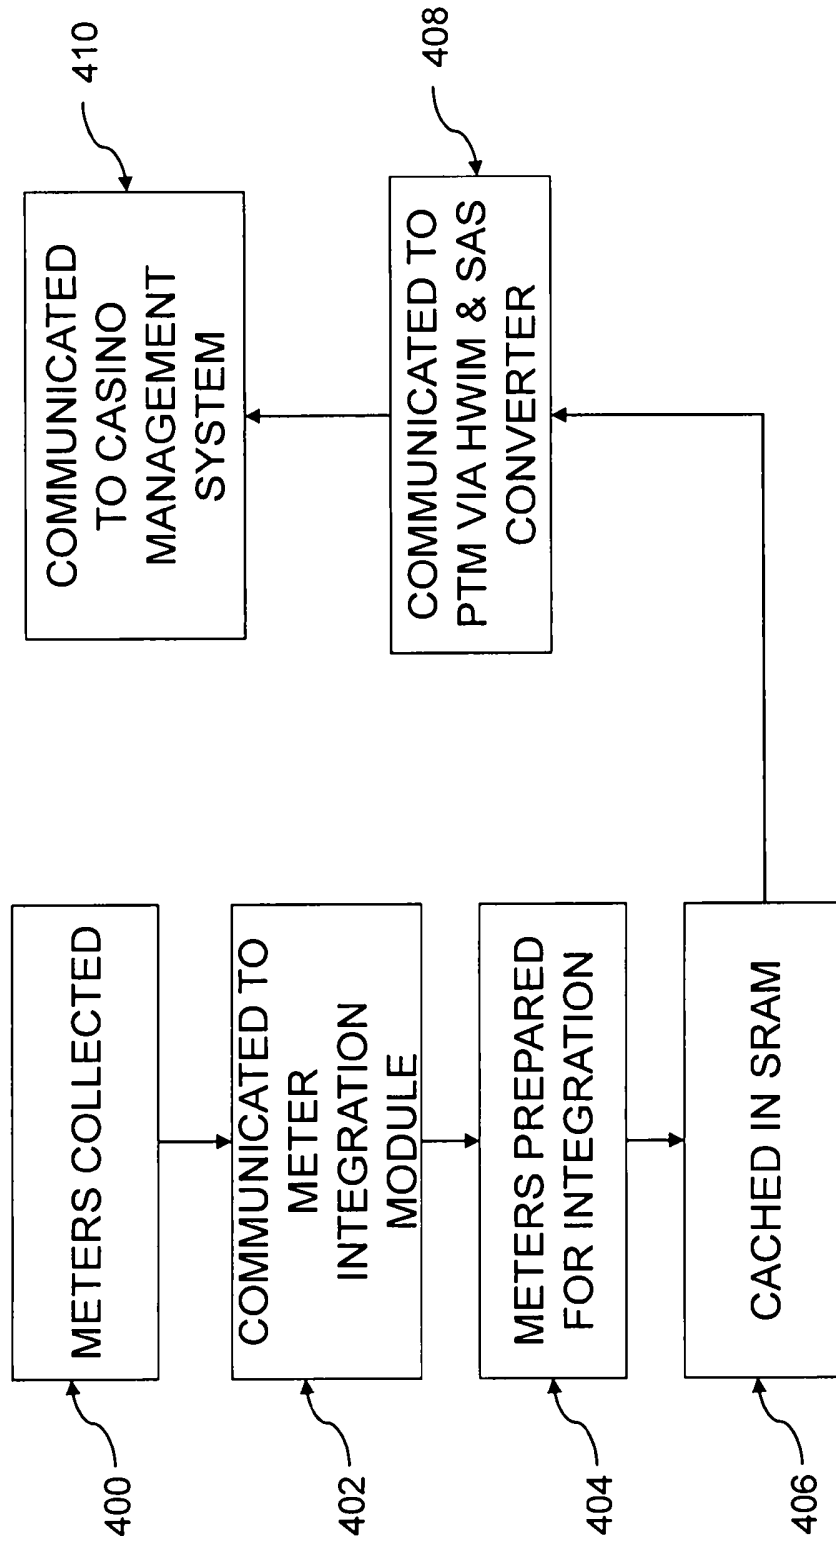 METERS COLLECTED
400
COMMUNICATED TO
METER
INTEGRATION
MODULE
402
METERS PREPARED
FOR INTEGRATION
404
CACHED IN SRAM
406
COMMUNICATED TO
PTM VIA HWIM & SAS
CONVERTER
408
COMMUNICATED
TO CASINO
MANAGEMENT
SYSTEM
410